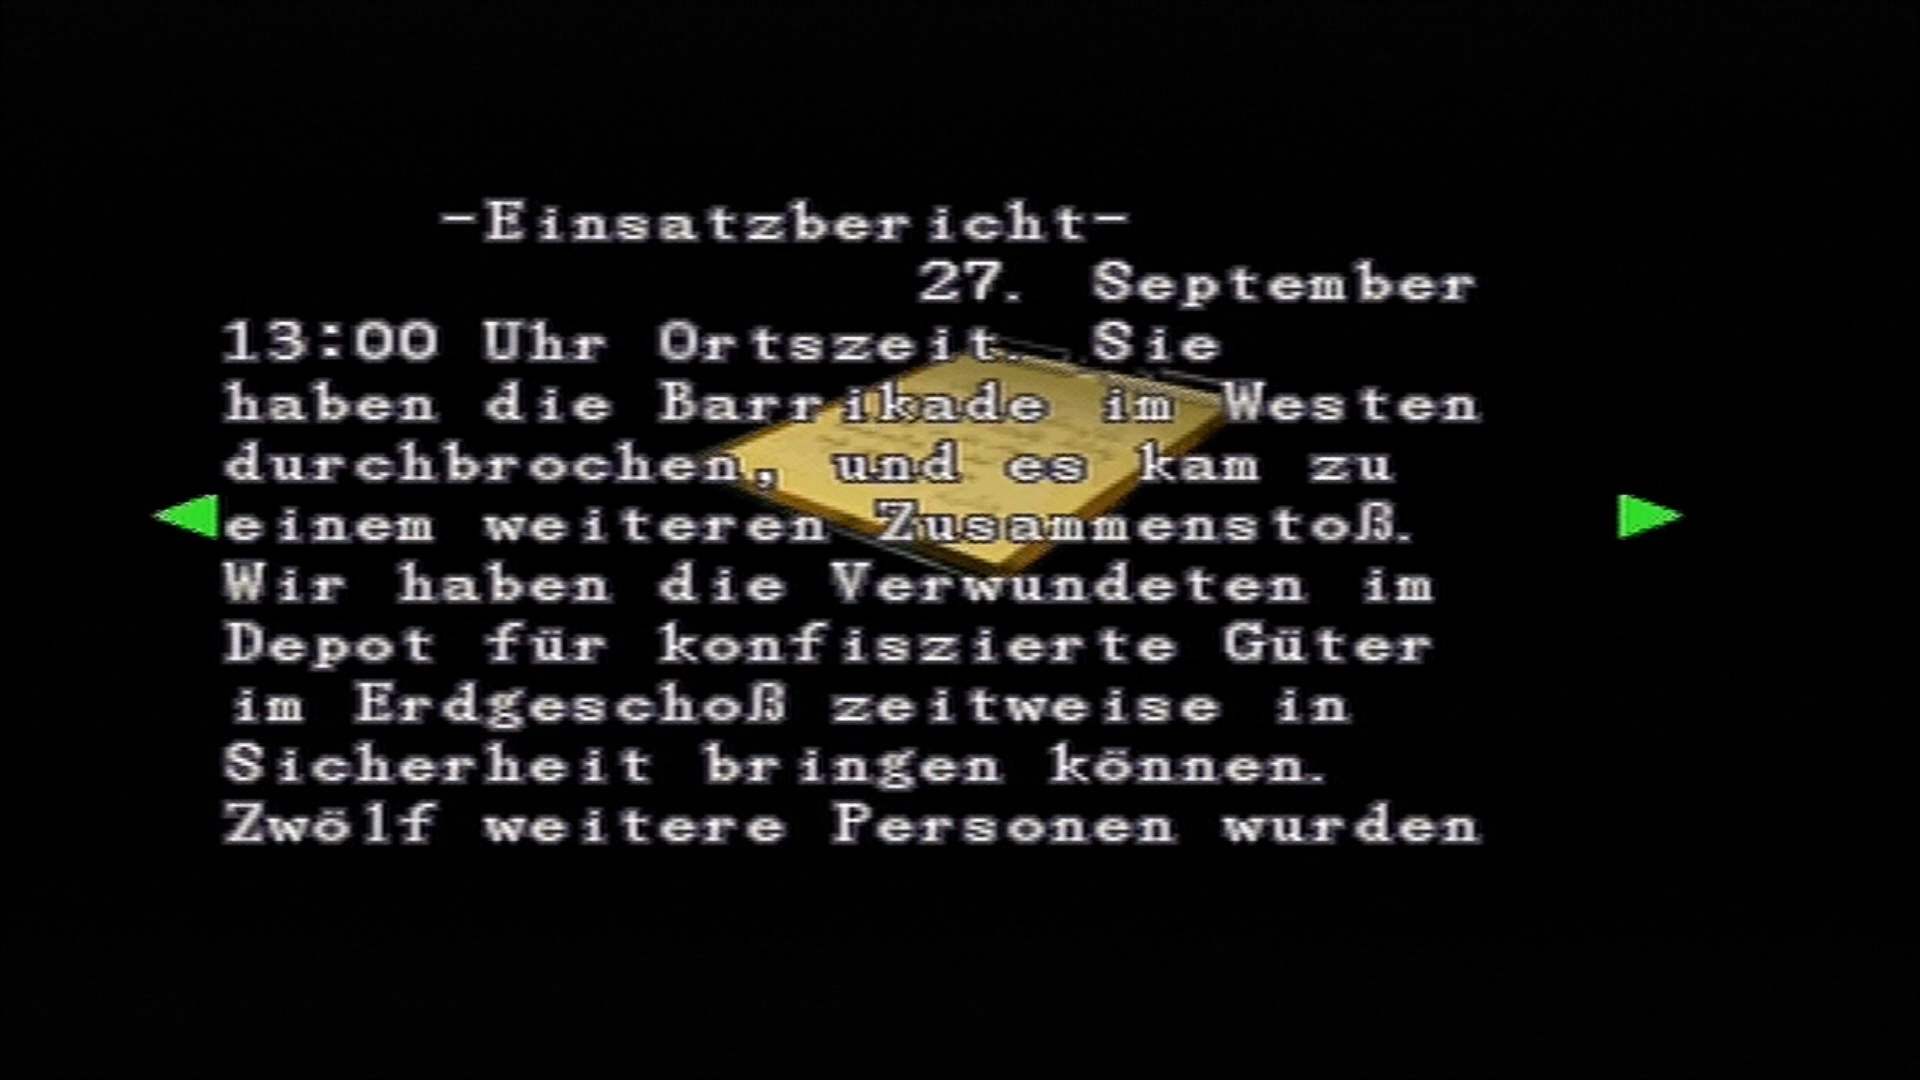 -Einsatzbericht-
27. September
13:00 Uhr Ortszeit. Sie
haben die Barrikade im Westen
durchbrochen, und es kam zu
einem weiteren Zusammenstoß.
Wir haben die Verwundeten im
Depot für konfiszierte Güter
im Erdgeschoß zeitweise in
Sicherheit bringen können.
Zwölf weitere Personen wurden